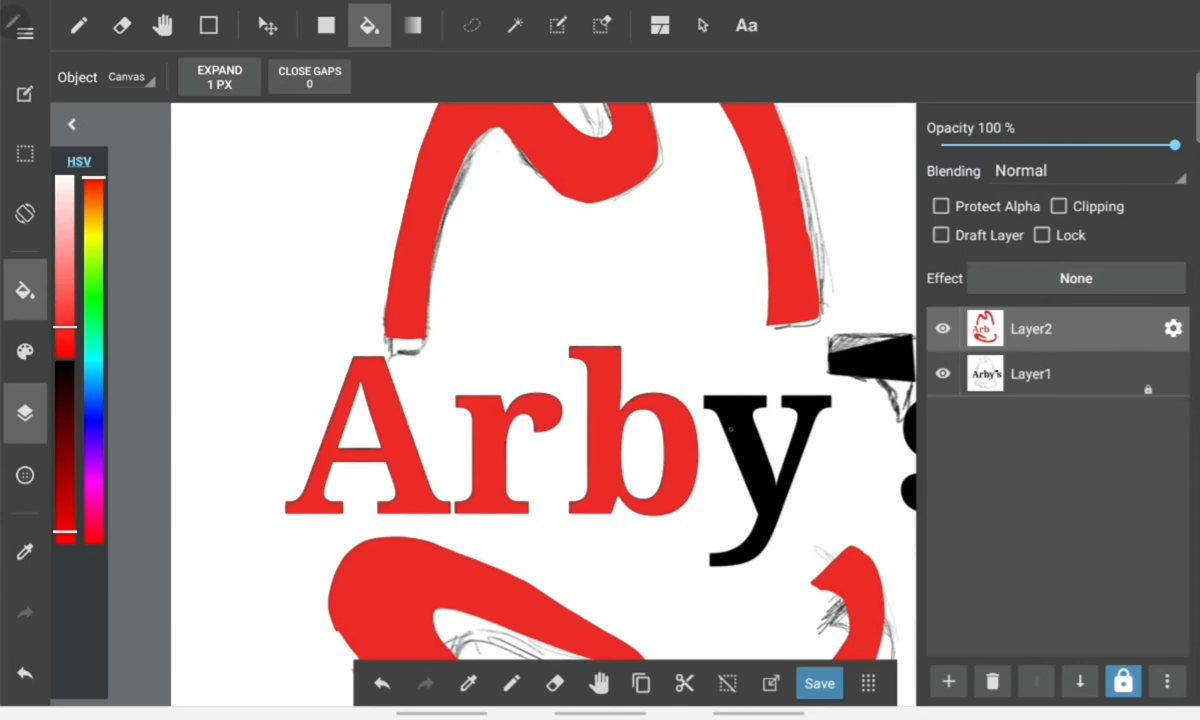 Aa
Object Canvas
EXPAND
1 PX
CLOSE GAPS
0
HSV
Opacity 100 %
Blending Normal
Protect Alpha Clipping
Draft Layer Lock
Effect None
Layer2
Layer1
Arby
Save